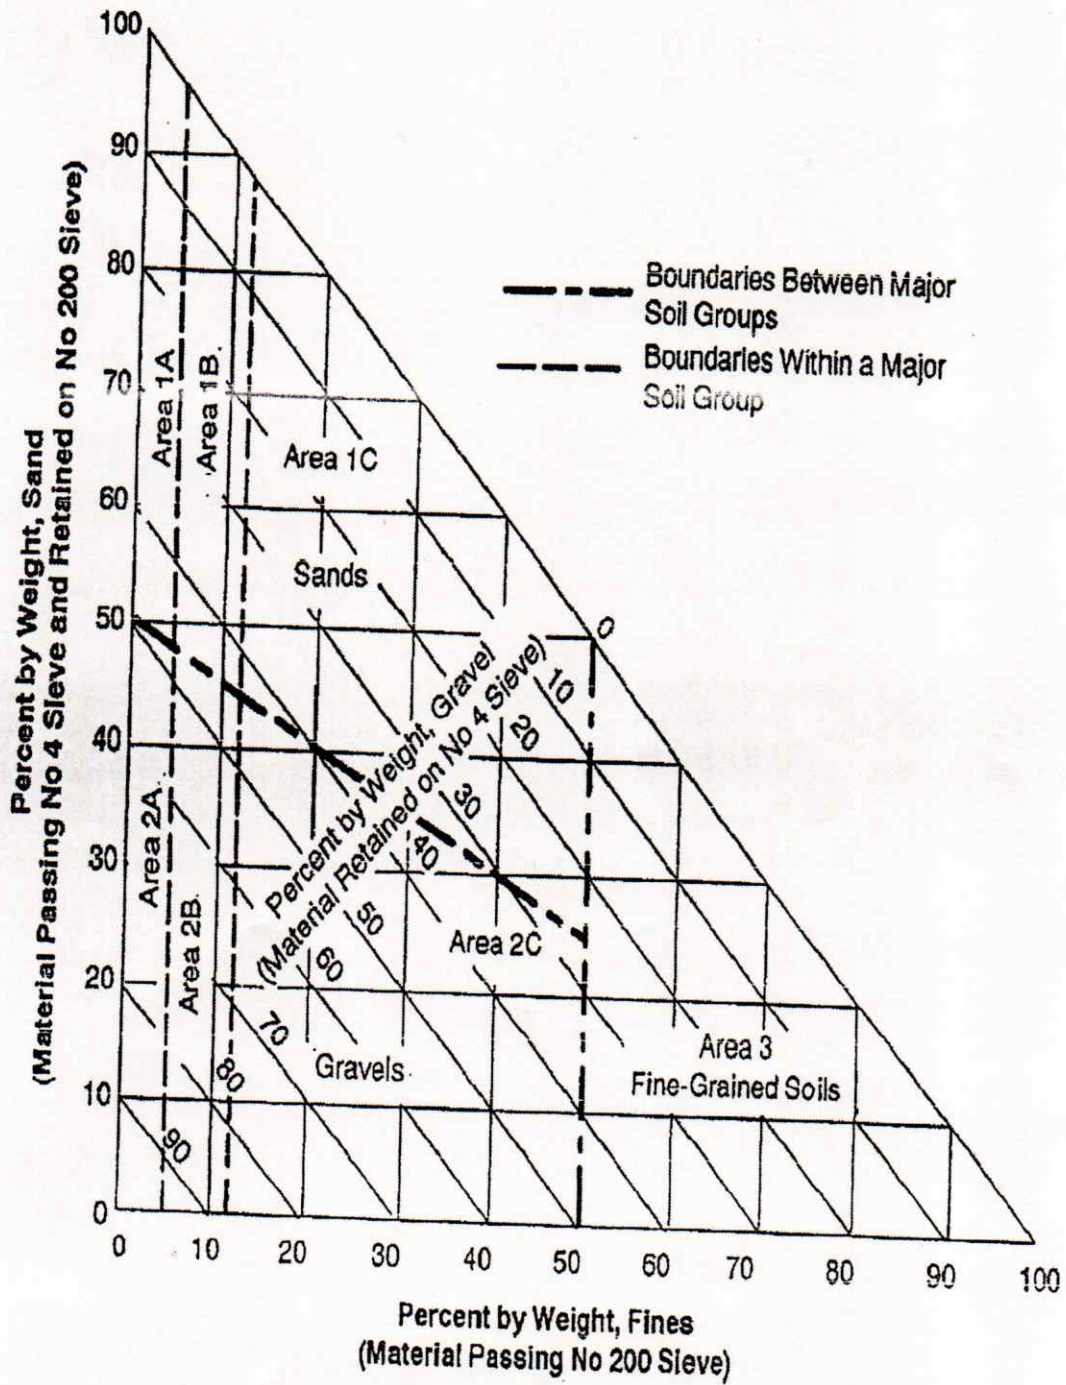 100
90
80
70
60
50
40
30
20
10
0
Percent by Weight, Sand
(Material Passing No 4 Sieve and Retained on No 200 Sieve)
Boundaries Between Major
Soil Groups
Boundaries Within a Major
Soil Group
Area 1A
Area 1B.
Area 1C
Sands
0
10
20
30
40
50
60
70
80
90
Percent by Weight, Gravel
(Material Retained on No 4 Sieve)
Area 2A.
Area 2B.
Area 2C
Gravels
Area 3
Fine-Grained Soils
0 10 20 30 40 50 60 70 80 90 100
Percent by Weight, Fines
(Material Passing No 200 Sieve)